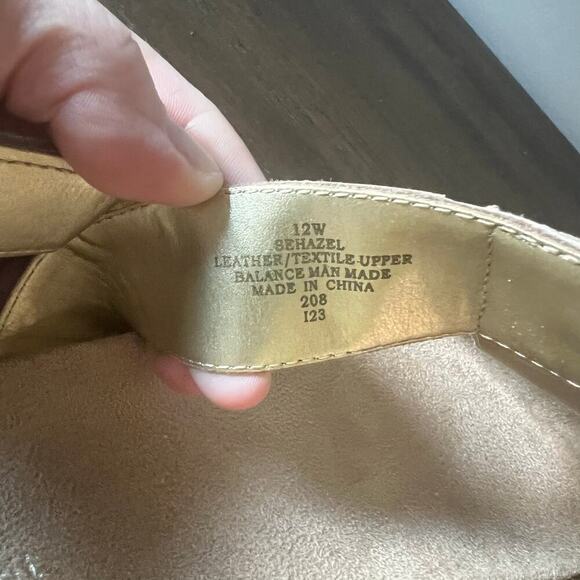 12W
SEHAZEL
LEATHER/TEXTILE UPPER
BALANCE MAN MADE
MADE IN CHINA
208
I23